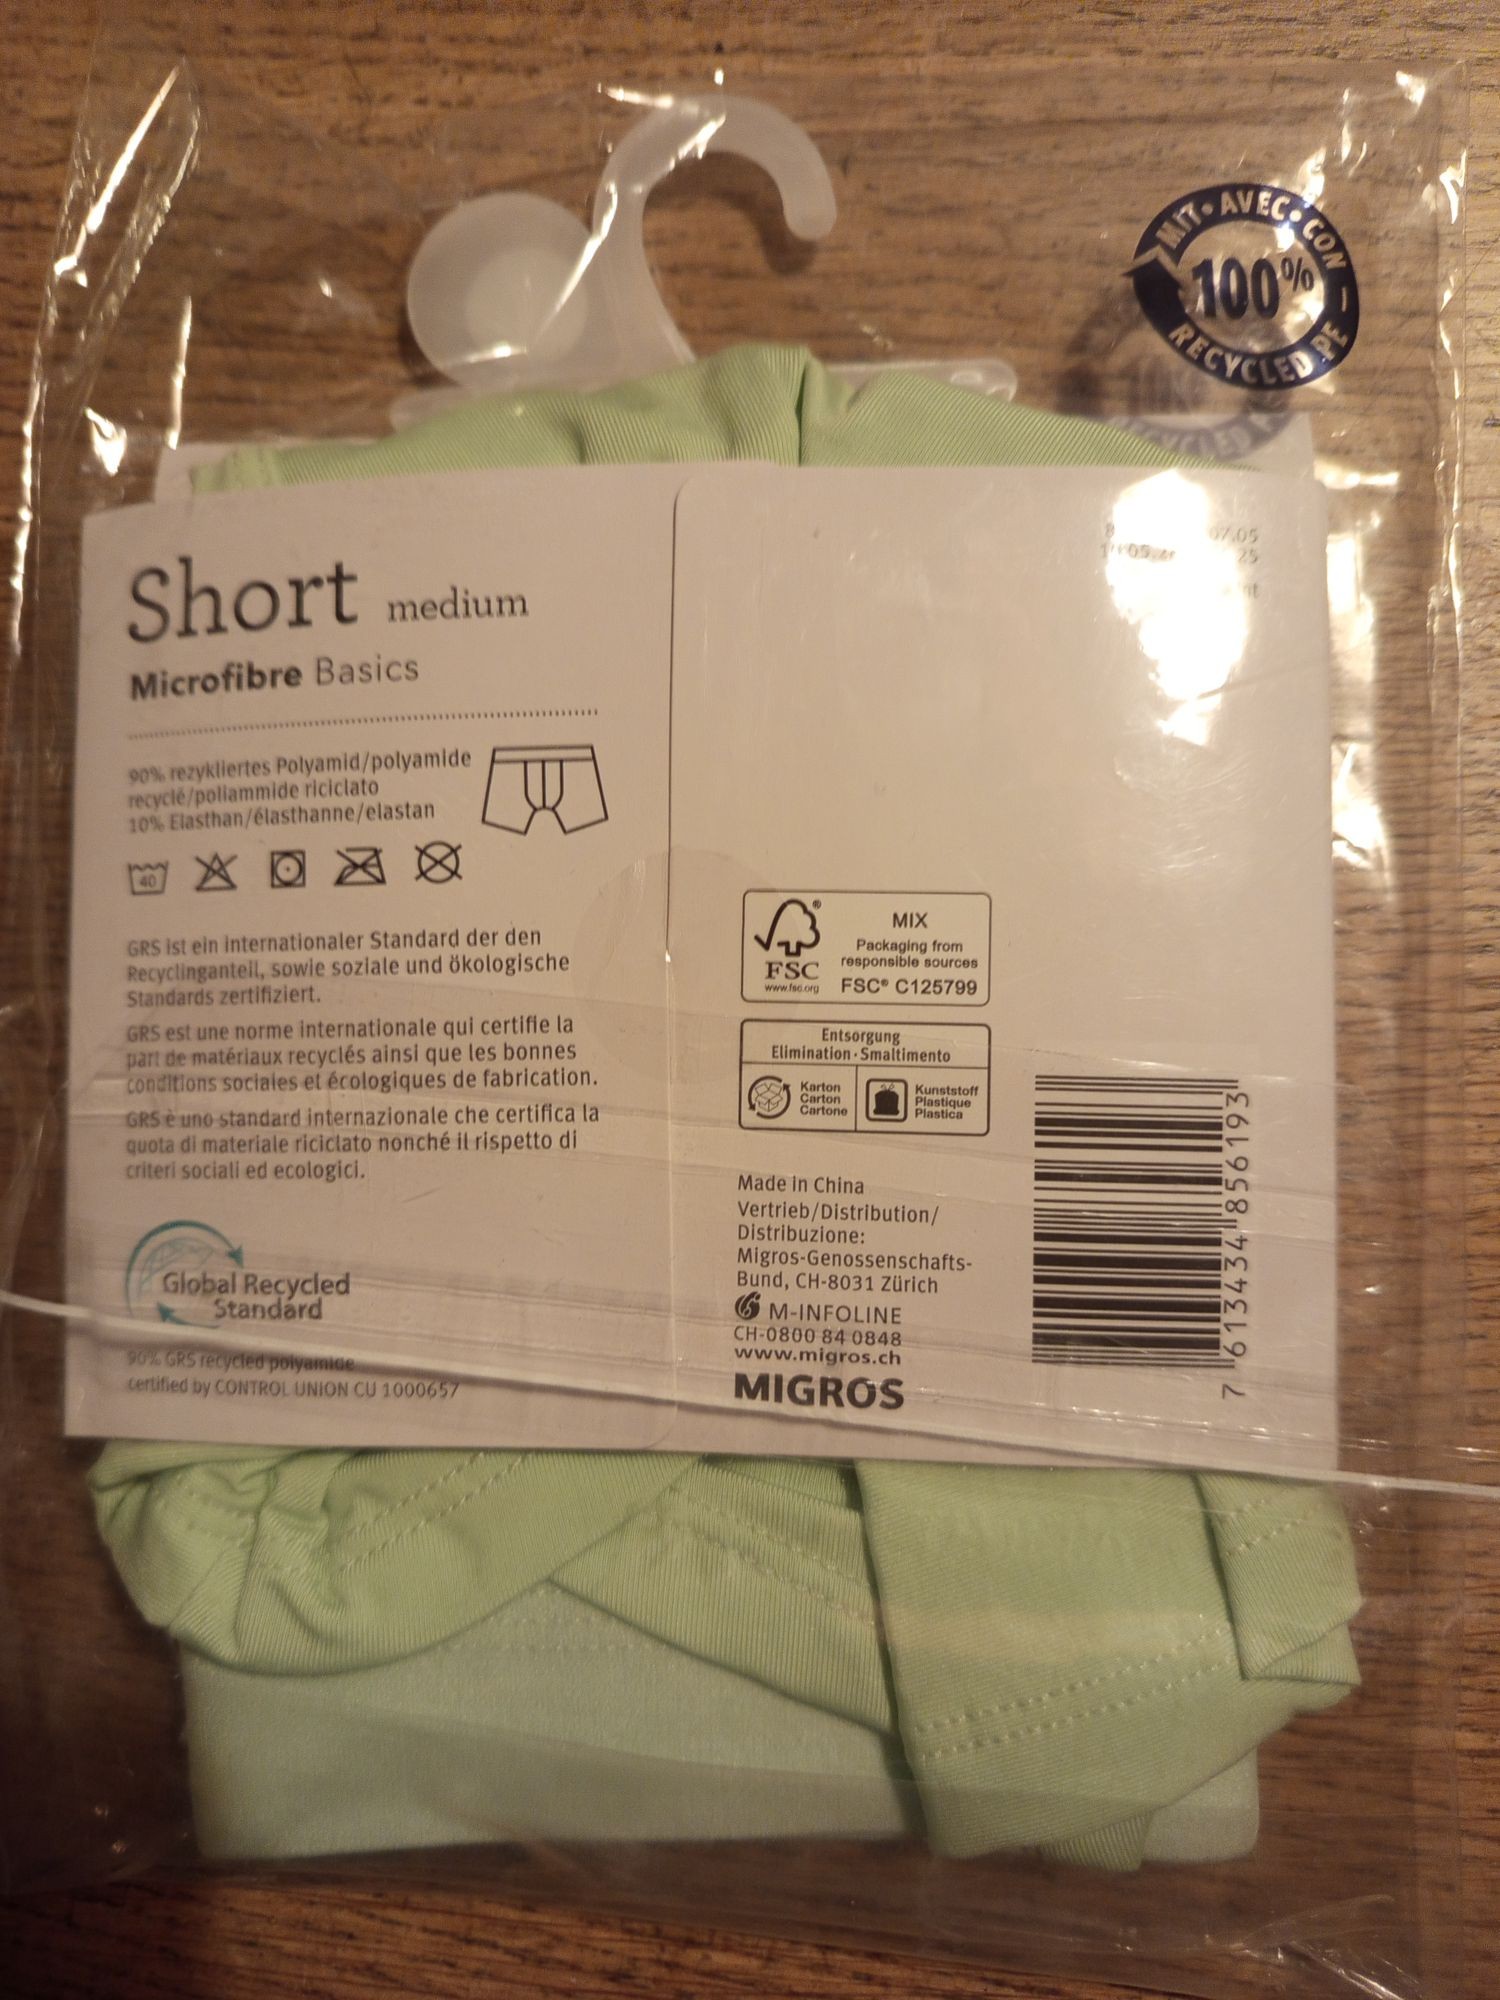 MIT • AVEC • CON
100%
RECYCLED PE
07.05
25
Short medium
Microfibre Basics
90% rezykliertes Polyamid/polyamide
recyclé/poliammide riciclato
10% Elasthan/élasthanne/elastan
40
GRS ist ein internationaler Standard der den
Recyclinganteil, sowie soziale und ökologische
Standards zertifiziert.
GRS est une norme internationale qui certifie la
part de matériaux recyclés ainsi que les bonnes
conditions sociales et écologiques de fabrication.
GRS è uno standard internazionale che certifica la
quota di materiale riciclato nonché il rispetto di
criteri sociali ed ecologici.
Global Recycled
Standard
90% GRS recycled polyamide
certified by CONTROL UNION CU 1000657
FSC®
www.fsc.org
MIX
Packaging from
responsible sources
FSC® C125799
Entsorgung
Elimination · Smaltimento
Karton
Carton
Cartone
Kunststoff
Plastique
Plastica
Made in China
Vertrieb/Distribution/
Distribuzione:
Migros-Genossenschafts-
Bund, CH-8031 Zürich
M-INFOLINE
CH-0800 84 0848
www.migros.ch
MIGROS
7 613434 856193